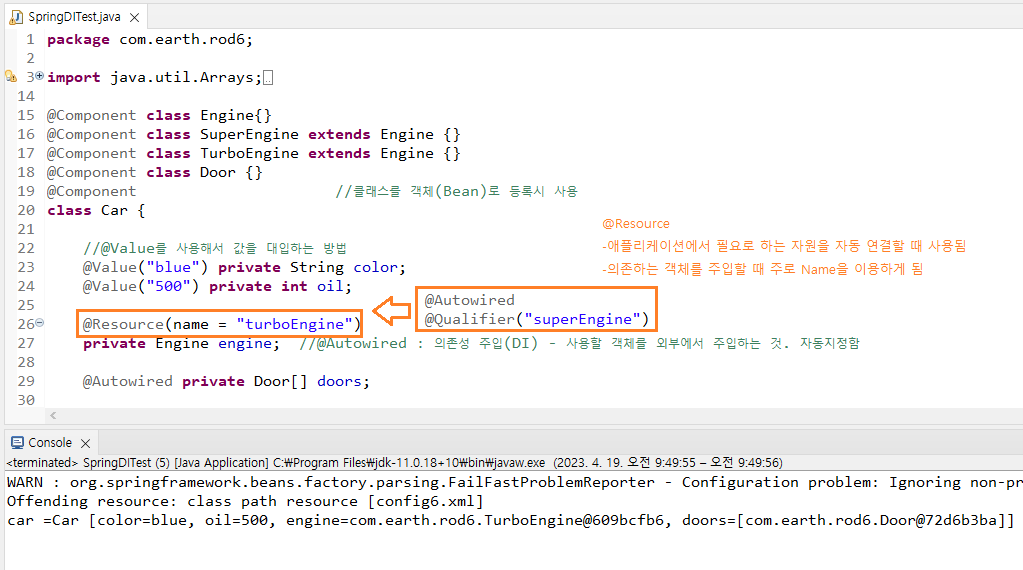 SpringDITest.java
1 package com.earth.rod6;
2
3 import java.util.Arrays;
14
15 @Component class Engine{}
16 @Component class SuperEngine extends Engine {}
17 @Component class TurboEngine extends Engine {}
18 @Component class Door {}
19 @Component //클래스를 객체(Bean)로 등록시 사용
20 class Car {
21
@Resource
22 //@Value를 사용해서 값을 대입하는 방법
-애플리케이션에서 필요로 하는 자원을 자동 연결할 때 사용됨
23 @Value("blue") private String color;
-의존하는 객체를 주입할 때 주로 Name을 이용하게 됨
24 @Value("500") private int oil;
25
@Autowired
@Qualifier("superEngine")
26 @Resource(name = "turboEngine")
27 private Engine engine; //@Autowired : 의존성 주입(DI) - 사용할 객체를 외부에서 주입하는 것. 자동지정함
28
29 @Autowired private Door[] doors;
30
Console
<terminated> SpringDITest (5) [Java Application] C:₩Program Files₩jdk-11.0.18+10₩bin₩javaw.exe (2023. 4. 19. 오전 9:49:55 – 오전 9:49:56)
WARN : org.springframework.beans.factory.parsing.FailFastProblemReporter - Configuration problem: Ignoring non-pr
Offending resource: class path resource [config6.xml]
car =Car [color=blue, oil=500, engine=com.earth.rod6.TurboEngine@609bcfb6, doors=[com.earth.rod6.Door@72d6b3ba]]